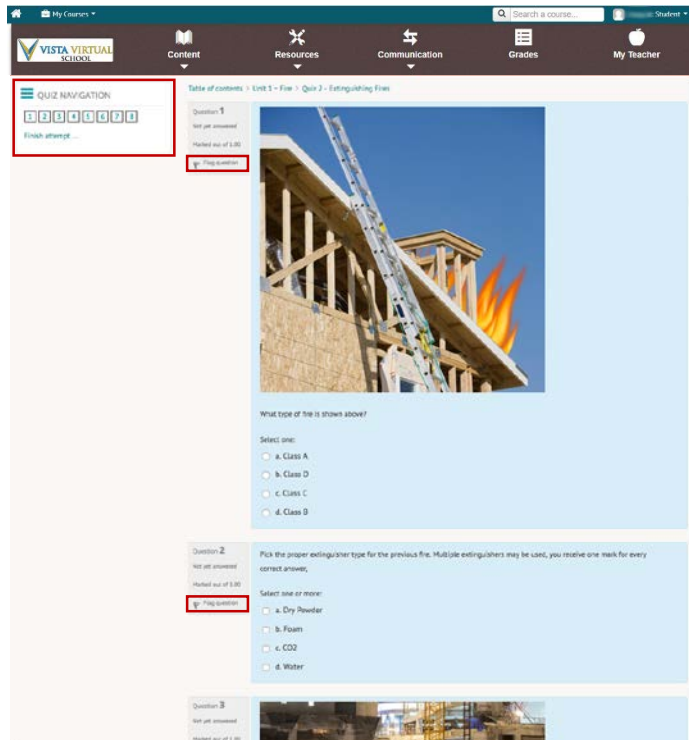 My Courses
Search a course...
Student
VISTA VIRTUAL
SCHOOL
Content
Resources
Communication
Grades
My Teacher
QUIZ NAVIGATION
1 2 3 4 5 6 7 8
Finish attempt ...
Table of contents > Unit 1 - Fire > Quiz 2 - Extinguishing Fires
Question 1
Not yet answered
Marked out of 1.00
Flag question
What type of fire is shown above?
Select one:
a. Class A
b. Class D
c. Class C
d. Class B
Question 2
Not yet answered
Marked out of 3.00
Flag question
Pick the proper extinguisher type for the previous fire. Multiple extinguishers may be used, you receive one mark for every
correct answer,
Select one or more:
a. Dry Powder
b. Foam
c. CO2
d. Water
Question 3
Not yet answered
Marked out of 1.00